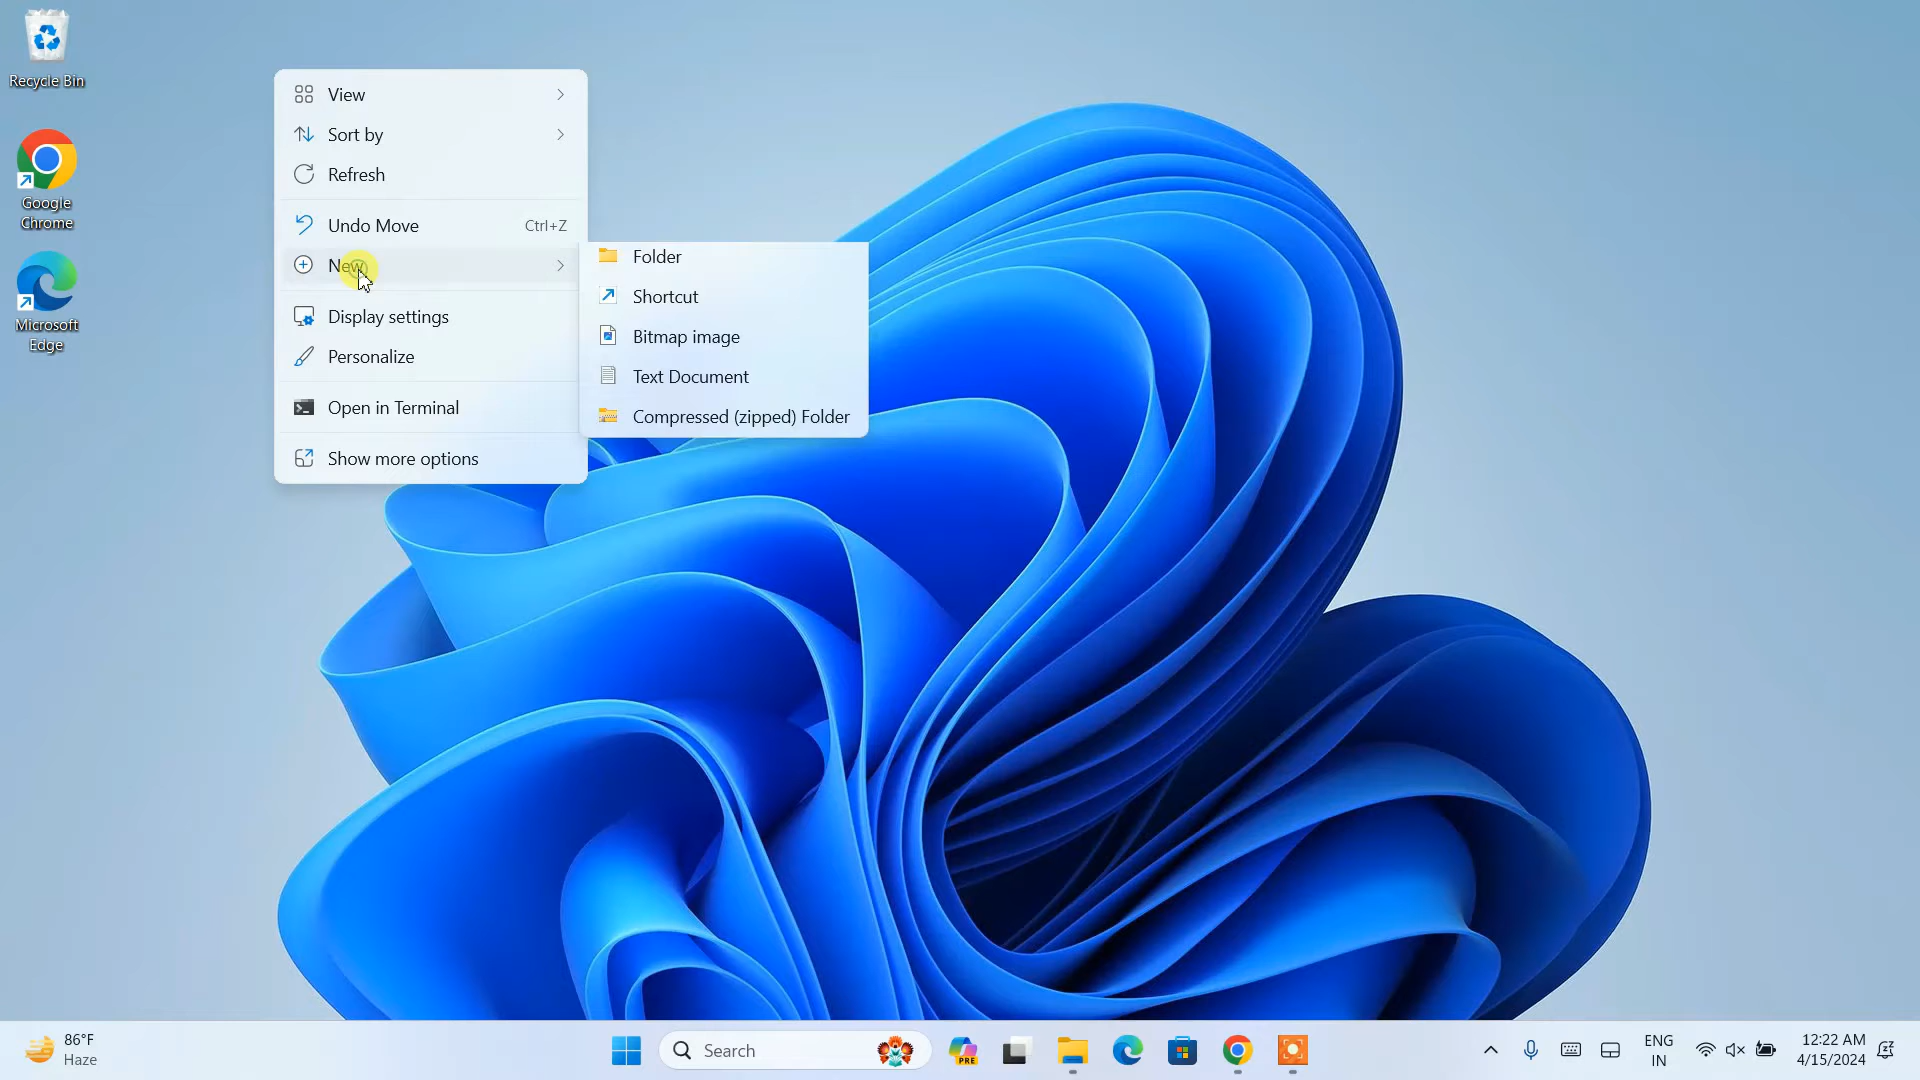 Recycle Bin
Google
Chrome
Microsoft
Edge
View
Sort by
Refresh
Undo Move Ctrl+Z
New
Display settings
Personalize
Open in Terminal
Show more options
Folder
Shortcut
Bitmap image
Text Document
Compressed (zipped) Folder
86°F
Haze
Search
PRE
ENG
IN
12:22 AM
4/15/2024